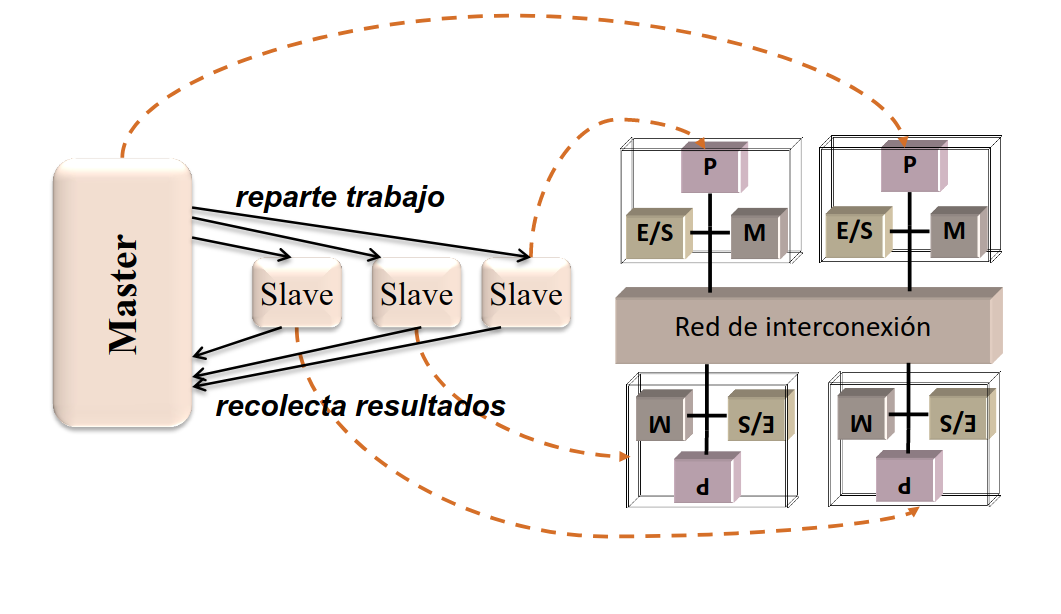 Master
reparte trabajo
Slave
Slave
Slave
recolecta resultados
P
E/S
M
P
E/S
M
Red de interconexión
M
E/S
P
M
E/S
P